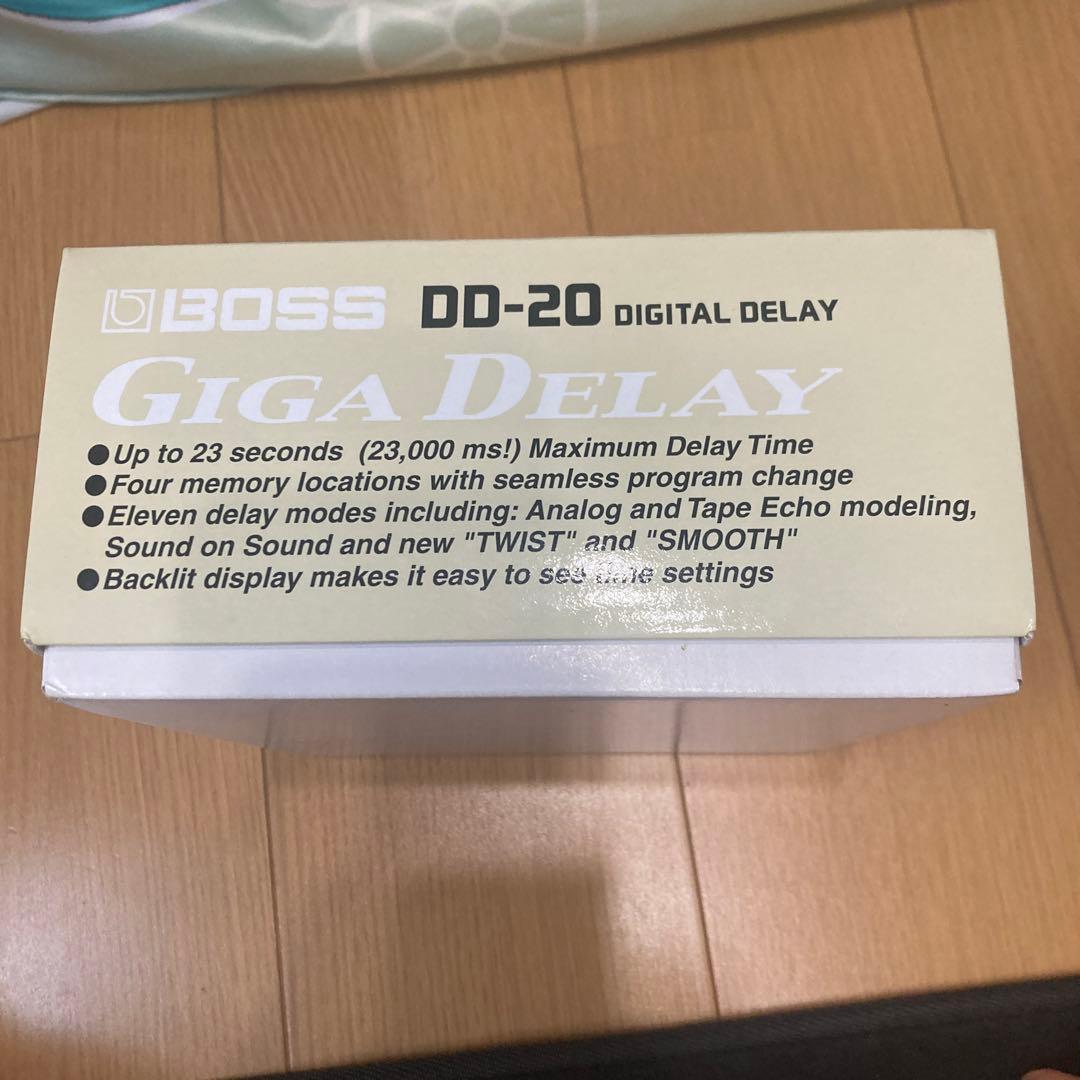 BOSS DD-20 DIGITAL DELAY
GIGA DELAY
●Up to 23 seconds (23,000 ms!) Maximum Delay Time
●Four memory locations with seamless program change
●Eleven delay modes including: Analog and Tape Echo modeling,
Sound on Sound and new "TWIST" and "SMOOTH"
●Backlit display makes it easy to see time settings